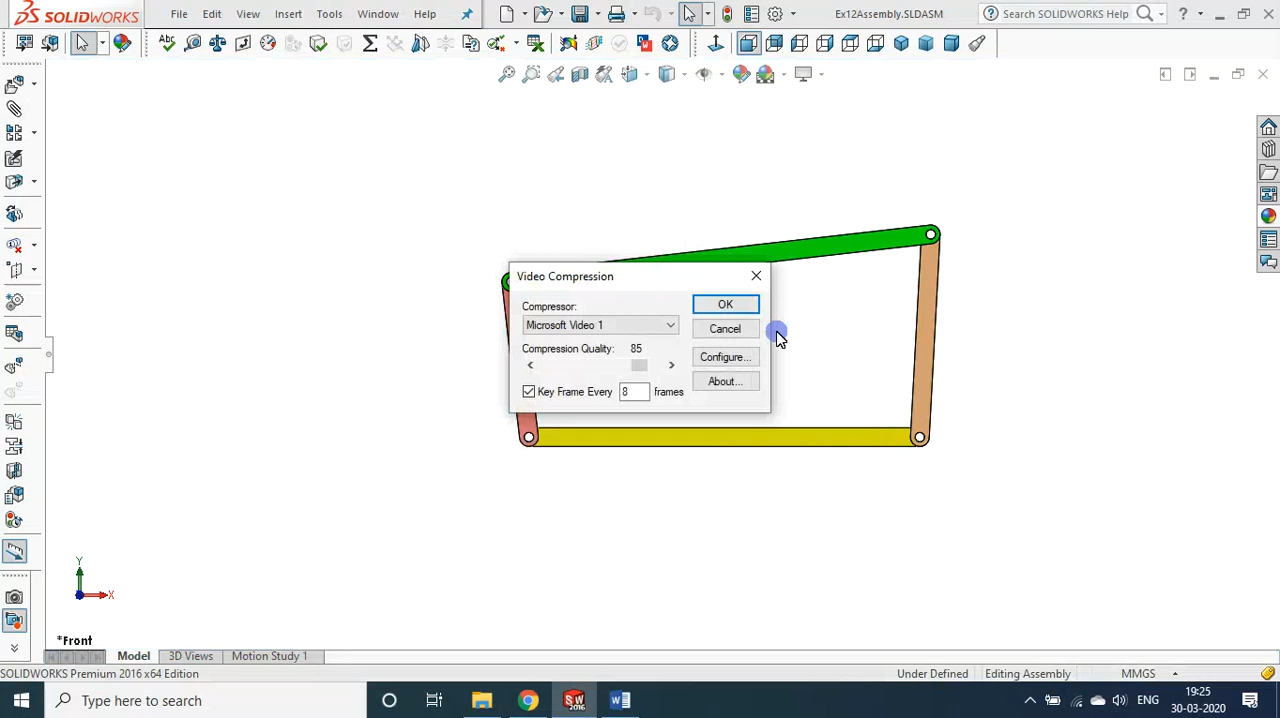 SOLIDWORKS File Edit View Insert Tools Window Help Ex12Assembly.SLDASM Search SOLIDWORKS Help ?
Abc
Video Compression
Compressor:
Microsoft Video 1
Compression Quality: 85
Key Frame Every 8 frames
OK
Cancel
Configure...
About...
Y
X
*Front
Model 3D Views Motion Study 1
SOLIDWORKS Premium 2016 x64 Edition Under Defined Editing Assembly MMGS
Type here to search
SW
2016
W
ENG
19:25
30-03-2020